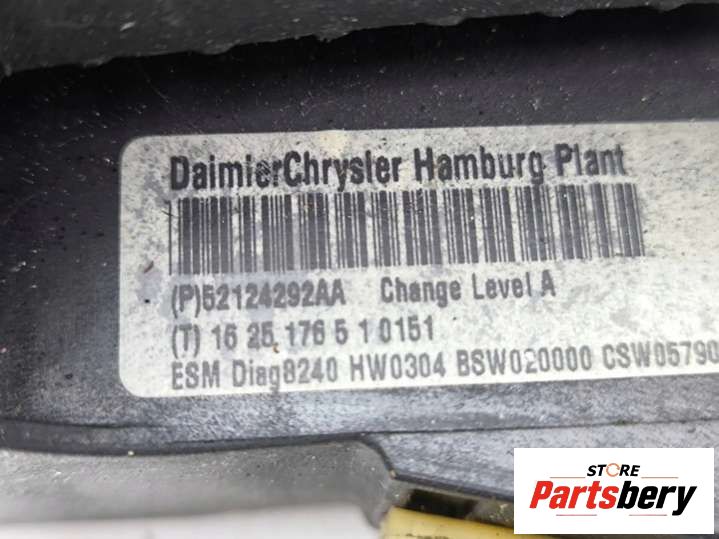 DaimlerChrysler Hamburg Plant
(P)52124292AA Change Level A
(T) 16 25 176 5 1 0151
ESM Diag8240 HW0304 BSW020000 CSW05790
STORE
Partsbery